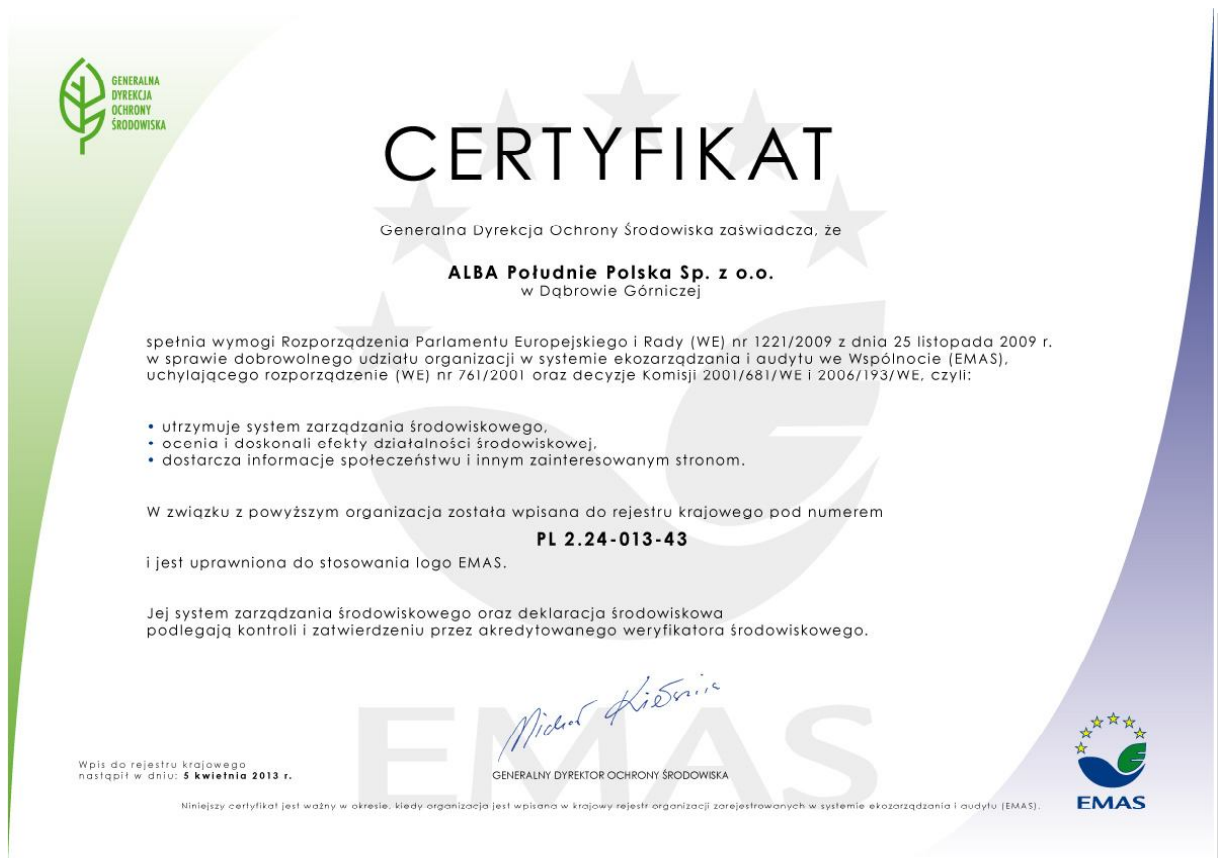 GENERALNA
DYREKCJA
OCHRONY
ŚRODOWISKA
CERTYFIKAT
Generalna Dyrekcja Ochrony Środowiska zaświadcza, że
ALBA Południe Polska Sp. z o.o.
w Dąbrowie Górniczej
spełnia wymogi Rozporządzenia Parlamentu Europejskiego i Rady (WE) nr 1221/2009 z dnia 25 listopada 2009 r.
w sprawie dobrowolnego udziału organizacji w systemie ekozarządzania i audytu we Wspólnocie (EMAS),
uchylającego rozporządzenie (WE) nr 761/2001 oraz decyzje Komisji 2001/681/WE i 2006/193/WE, czyli:
• utrzymuje system zarządzania środowiskowego,
• ocenia i doskonali efekty działalności środowiskowej,
• dostarcza informacje społeczeństwu i innym zainteresowanym stronom.
W związku z powyższym organizacja została wpisana do rejestru krajowego pod numerem
PL 2.24-013-43
i jest uprawniona do stosowania logo EMAS.
Jej system zarządzania środowiskowego oraz deklaracja środowiskowa
podlegają kontroli i zatwierdzeniu przez akredytowanego weryfikatora środowiskowego.
Michał Kiełsznia
EMAS
Wpis do rejestru krajowego
nastąpił w dniu: 5 kwietnia 2013 r.
GENERALNY DYREKTOR OCHRONY ŚRODOWISKA
EMAS
Niniejszy certyfikat jest ważny w okresie, kiedy organizacja jest wpisana w krajowy rejestr organizacji zarejestrowanych w systemie ekozarządzania i audytu (EMAS).